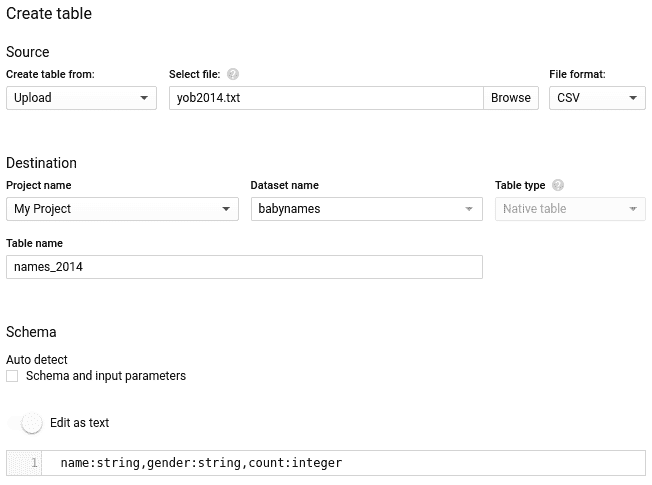 Create table
Source
Create table from: Select file: ? File format:
Upload yob2014.txt Browse CSV
Destination
Project name Dataset name Table type ?
My Project babynames Native table
Table name
names_2014
Schema
Auto detect
Schema and input parameters
Edit as text
1 name:string,gender:string,count:integer